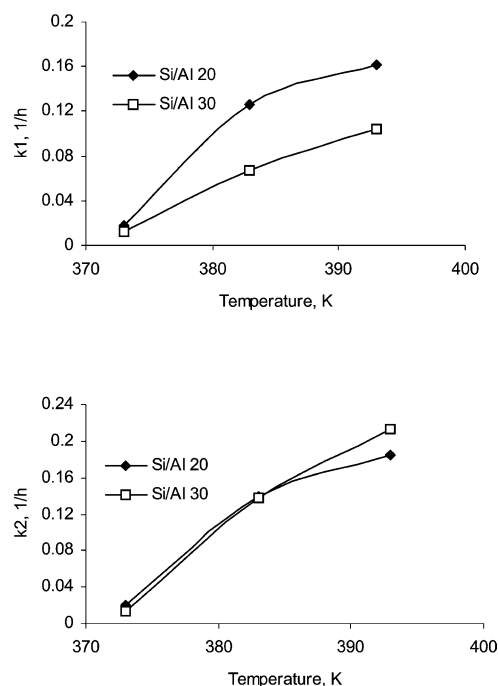 0.2
0.16
0.12
0.08
0.04
0
k1, 1/h
Si/Al 20
Si/Al 30
370 380 390 400
Temperature, K
0.24
0.2
0.16
0.12
0.08
0.04
0
k2, 1/h
Si/Al 20
Si/Al 30
370 380 390 400
Temperature, K